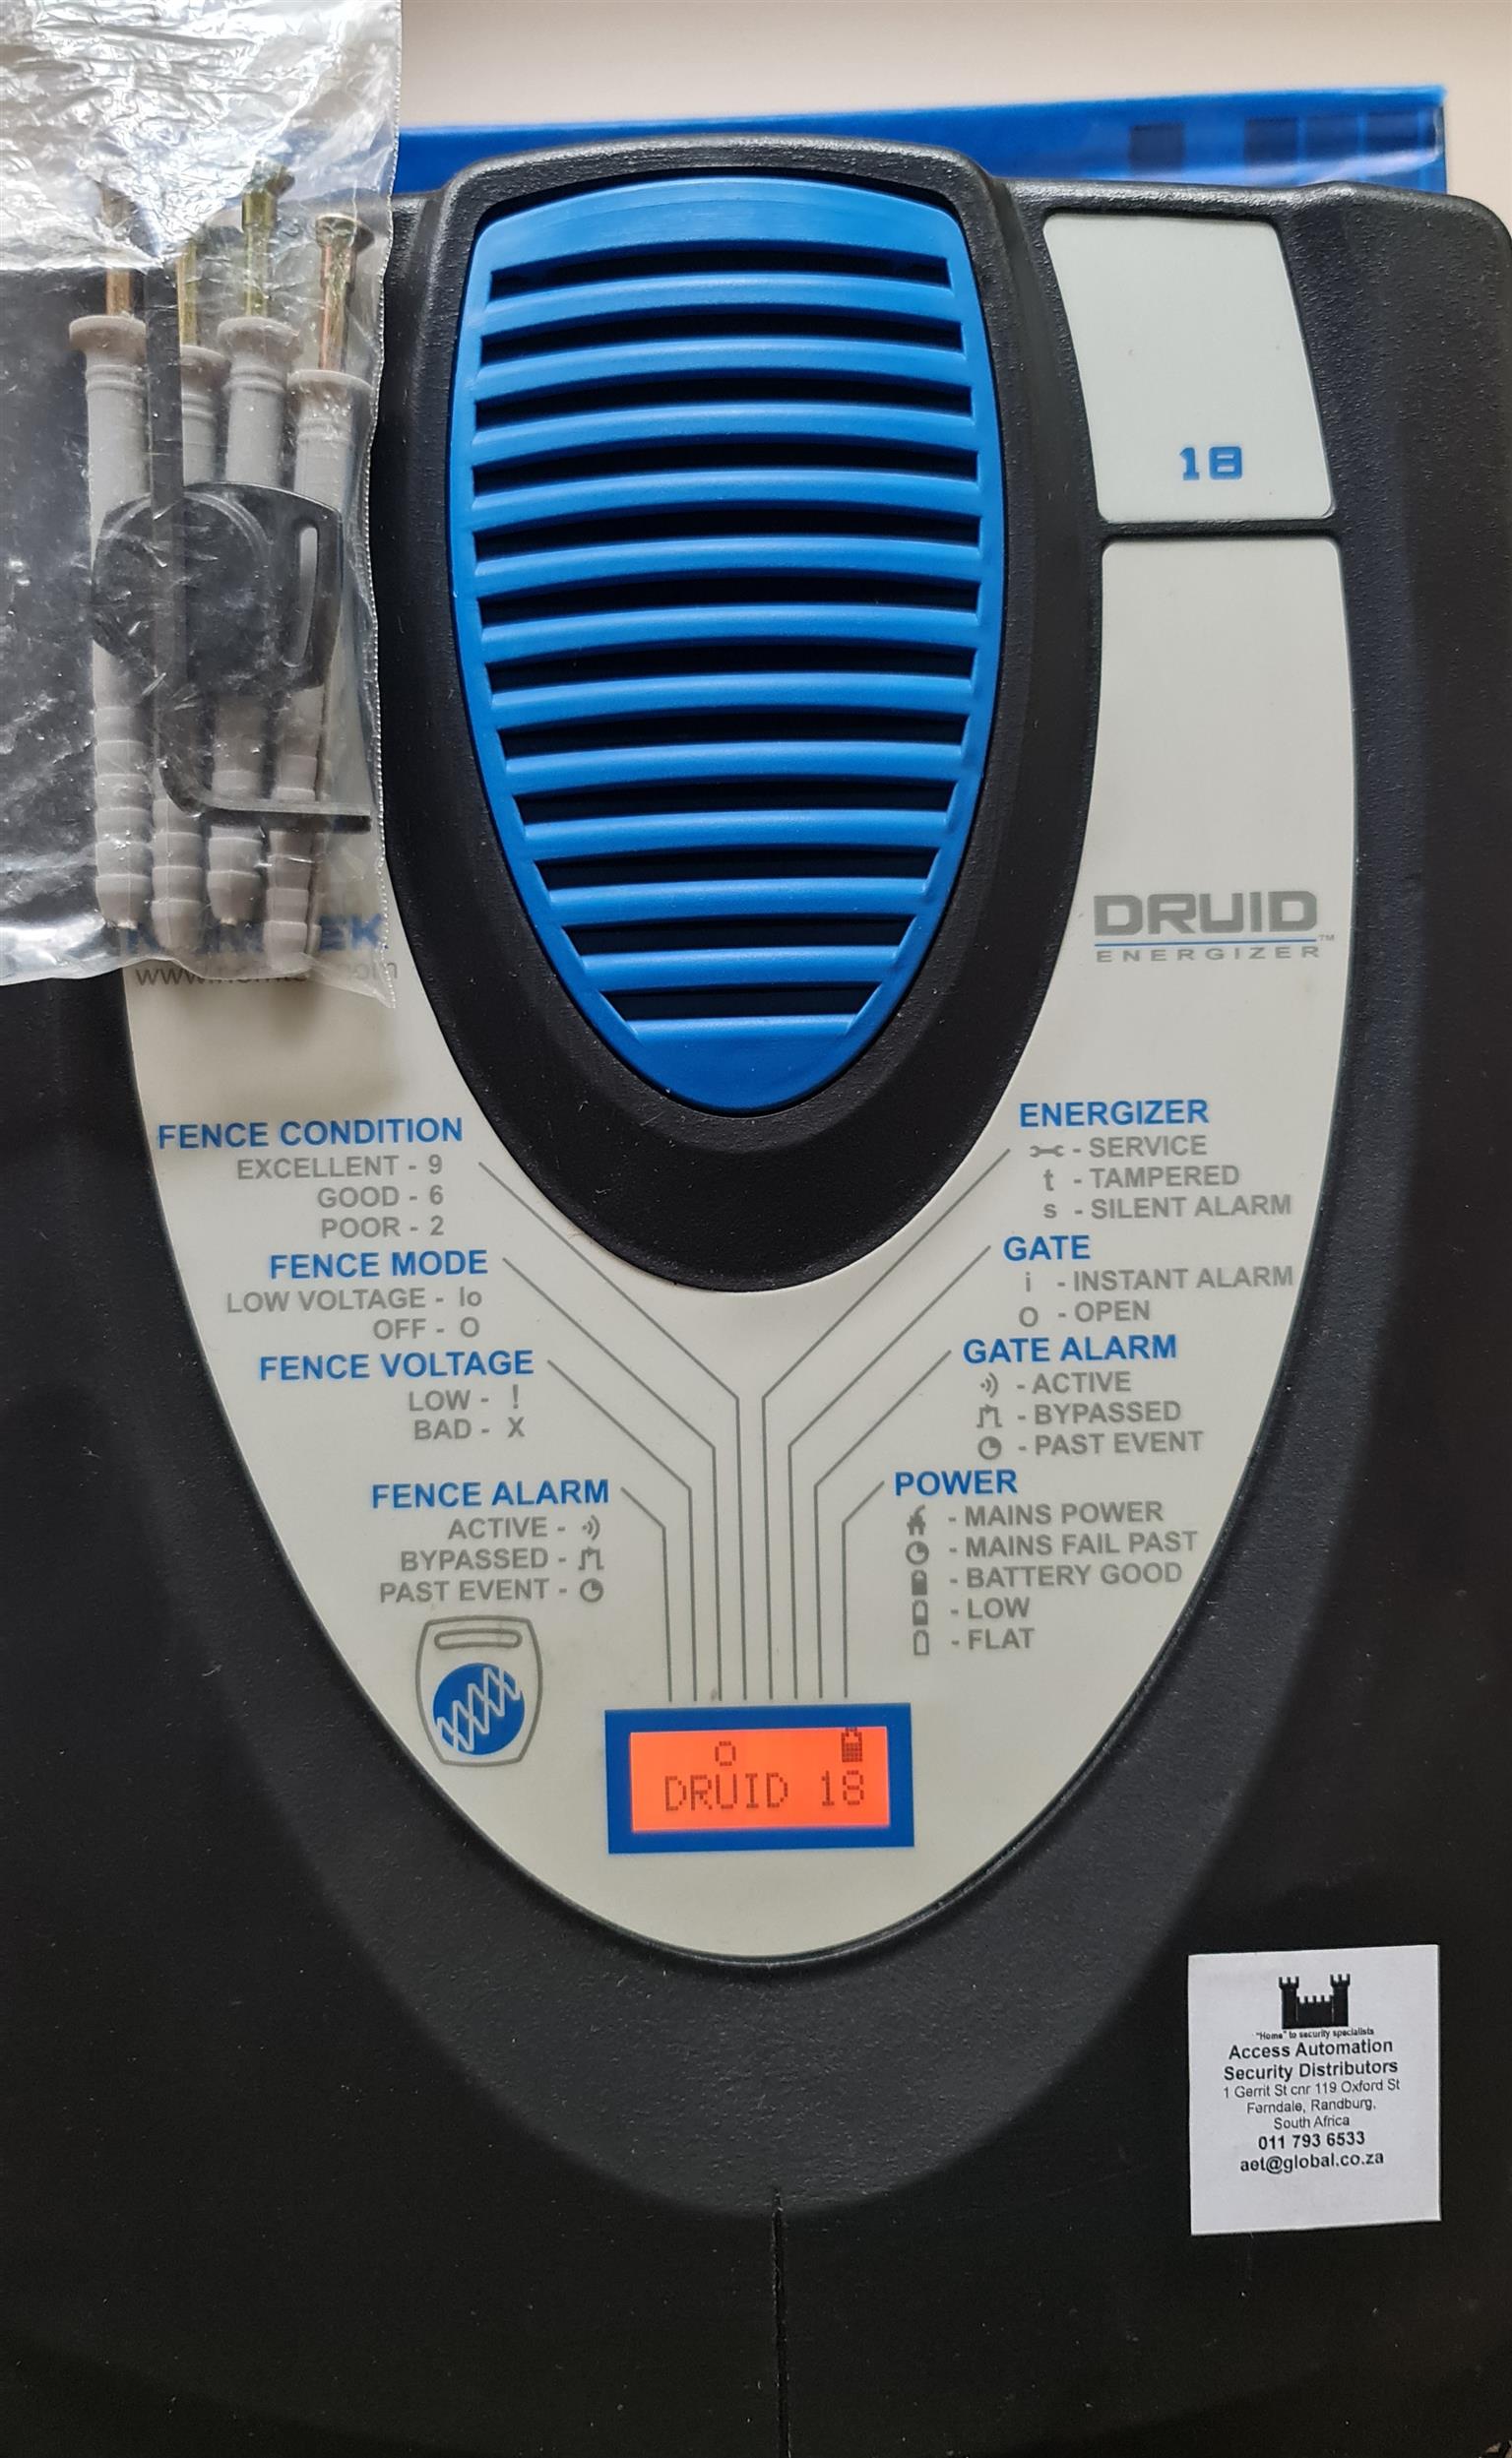 18
DRUID
™
ENERGIZER
FENCE CONDITION
EXCELLENT - 9
GOOD - 6
POOR - 2
FENCE MODE
LOW VOLTAGE - lo
OFF - O
FENCE VOLTAGE
LOW - !
BAD - X
FENCE ALARM
ACTIVE -
BYPASSED -
PAST EVENT -
ENERGIZER
- SERVICE
t - TAMPERED
s - SILENT ALARM
GATE
i - INSTANT ALARM
O - OPEN
GATE ALARM
- ACTIVE
- BYPASSED
- PAST EVENT
POWER
- MAINS POWER
- MAINS FAIL PAST
- BATTERY GOOD
- LOW
- FLAT
O
DRUID 18
"Home" to security specialists
Access Automation
Security Distributors
1 Gerrit St cnr 119 Oxford St
Ferndale, Randburg,
South Africa
011 793 6533
aet@global.co.za